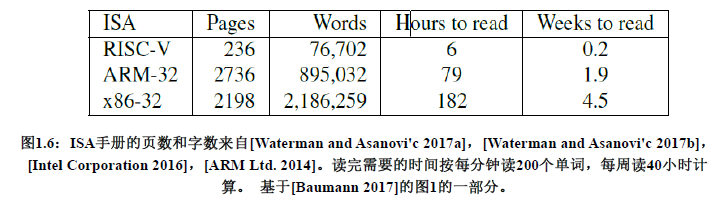 ISA Pages Words Hours to read Weeks to read
RISC-V 236 76,702 6 0.2
ARM-32 2736 895,032 79 1.9
x86-32 2198 2,186,259 182 4.5
图1.6：ISA手册的页数和字数来自[Waterman and Asanovi'c 2017a]，[Waterman and Asanovi'c 2017b]，
[Intel Corporation 2016]，[ARM Ltd. 2014]。读完需要的时间按每分钟读200个单词，每周读40小时计
算。 基于[Baumann 2017]的图1的一部分。